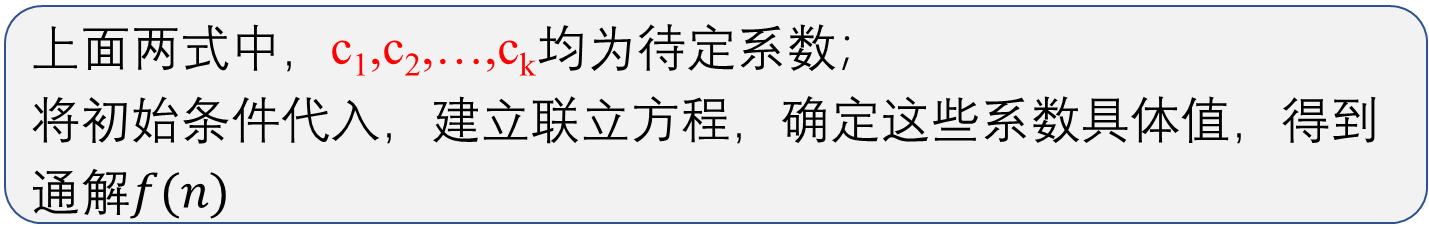 上面两式中，c₁,c₂,…,cₖ均为待定系数；
将初始条件代入，建立联立方程，确定这些系数具体值，得到
通解f(n)